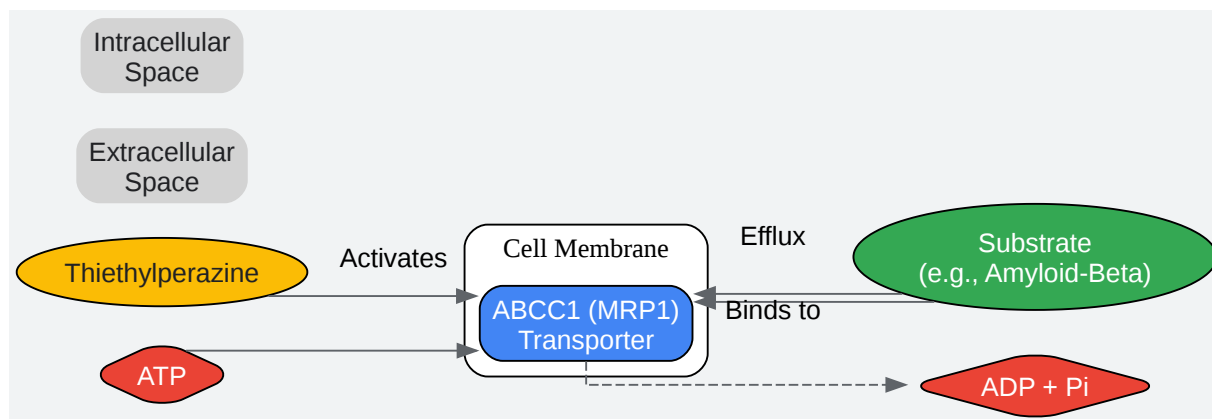 Intracellular
Space
Extracellular
Space
Thiethylperazine
Activates
Cell Membrane
ABCC1 (MRP1)
Transporter
Efflux
Binds to
Substrate
(e.g., Amyloid-Beta)
ATP
ADP + Pi